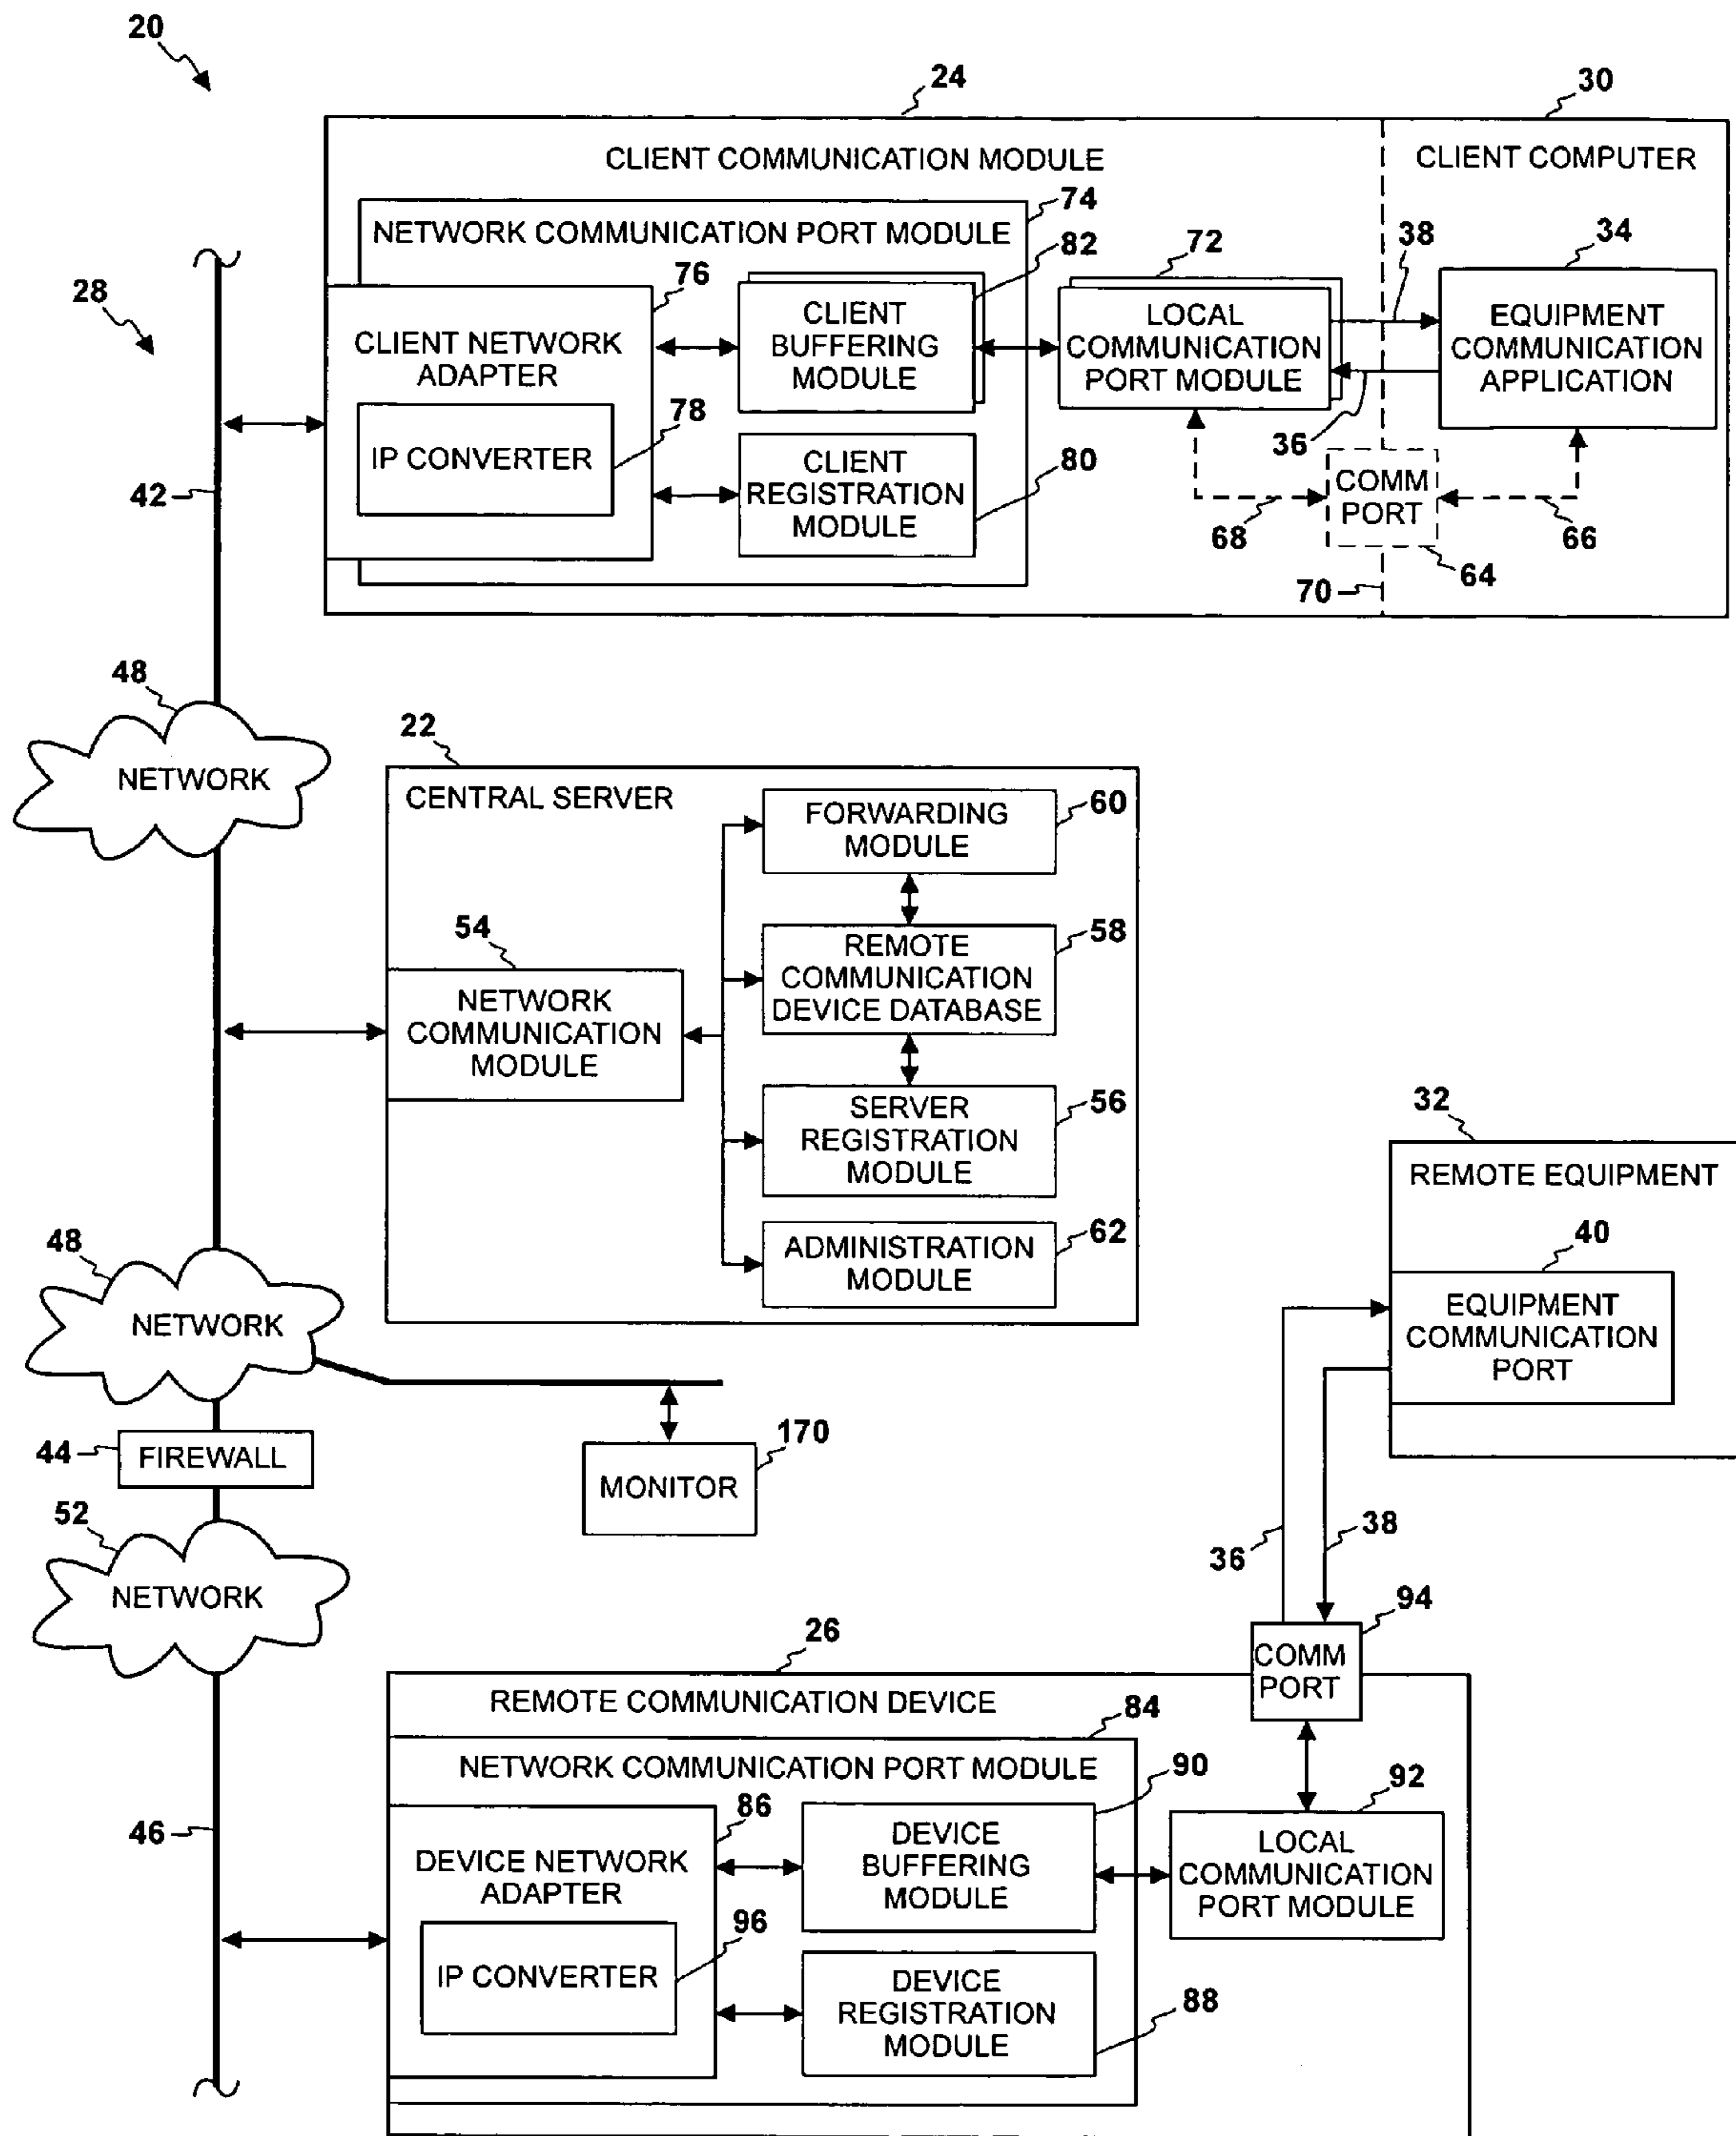 20
24
30
CLIENT COMMUNICATION MODULE
CLIENT COMPUTER
74
NETWORK COMMUNICATION PORT MODULE
82
72
38
34
28
76
CLIENT NETWORK
ADAPTER
CLIENT
BUFFERING
MODULE
LOCAL
COMMUNICATION
PORT MODULE
EQUIPMENT
COMMUNICATION
APPLICATION
78
36
IP CONVERTER
CLIENT
REGISTRATION
MODULE
80
COMM
PORT
42
68
66
64
70
48
NETWORK
22
CENTRAL SERVER
FORWARDING
MODULE
60
54
REMOTE
COMMUNICATION
DEVICE DATABASE
58
NETWORK
COMMUNICATION
MODULE
SERVER
REGISTRATION
MODULE
56
32
REMOTE EQUIPMENT
48
NETWORK
ADMINISTRATION
MODULE
62
40
EQUIPMENT
COMMUNICATION
PORT
44
FIREWALL
170
MONITOR
52
NETWORK
36
38
94
COMM
PORT
26
REMOTE COMMUNICATION DEVICE
84
NETWORK COMMUNICATION PORT MODULE
90
92
46
86
DEVICE NETWORK
ADAPTER
DEVICE
BUFFERING
MODULE
LOCAL
COMMUNICATION
PORT MODULE
96
IP CONVERTER
DEVICE
REGISTRATION
MODULE
88